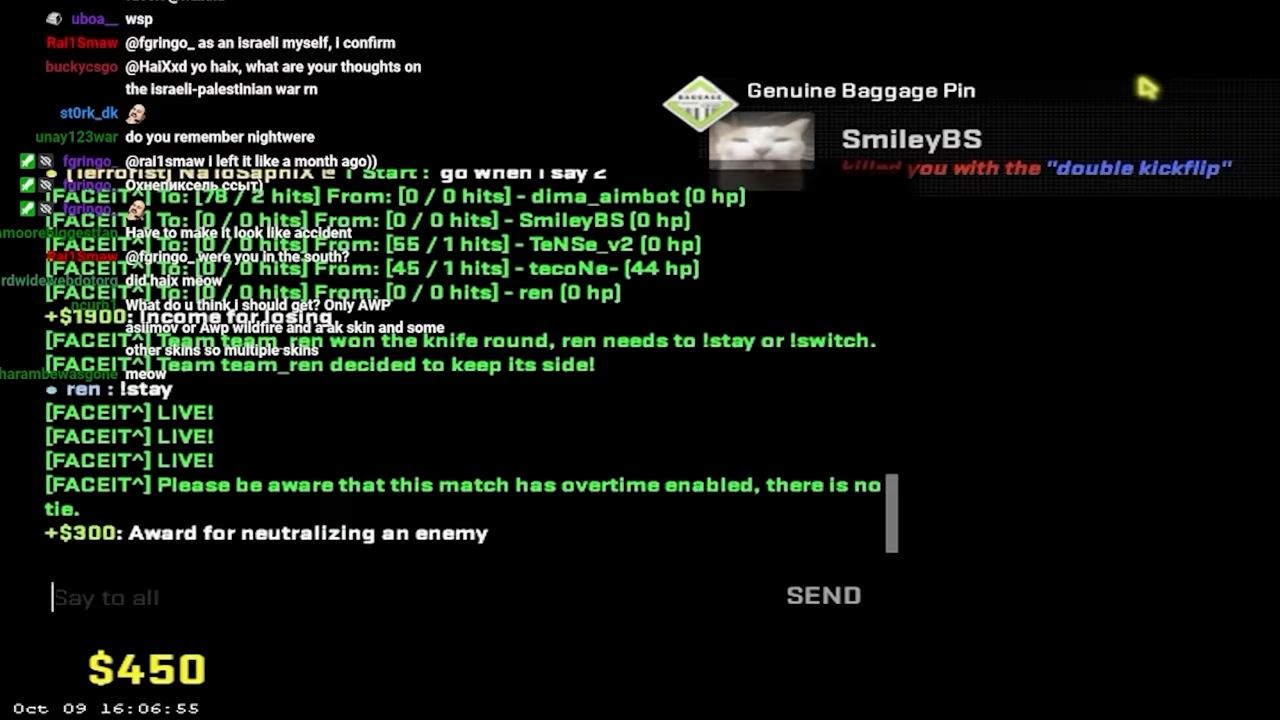 uboa__ wsp
Rai1Smaw @fgringo_ as an israeli myself, I confirm
buckycsgo @HaiXxd yo haix, what are your thoughts on
the israeli-palestinian war rn
st0rk_dk
unay123war do you remember nightwere
fgringo_ @rai1smaw I left it like a month ago))
[Terrorist] NaToSaphiX @ T Start : go when I say 2
fgringo_ Охнепиксель ссыт)
[FACEIT^] To: [78 / 2 hits] From: [0 / 0 hits] - dima_aimbot (0 hp)
fgringo_
[FACEIT^] To: [0 / 0 hits] From: [0 / 0 hits] - SmileyBS (0 hp)
amoorebiggestfan Have to make it look like accident
[FACEIT^] To: [0 / 0 hits] From: [55 / 1 hits] - TeNSe_v2 (0 hp)
Rai1Smaw @fgringo_ were you in the south?
[FACEIT^] To: [0 / 0 hits] From: [45 / 1 hits] - tecoNe- (44 hp)
rdwidewebdotorg did haix meow
[FACEIT^] To: [0 / 0 hits] From: [0 / 0 hits] - ren (0 hp)
What do u think i should get? Only AWP
+$1900: Income for losing
asiimov or Awp wildfire and a ak skin and some
[FACEIT^] Team team_ren won the knife round, ren needs to !stay or !switch.
other skins so multiple skins
[FACEIT^] Team team_ren decided to keep its side!
harambewasgone meow
ren : !stay
[FACEIT^] LIVE!
[FACEIT^] LIVE!
[FACEIT^] LIVE!
[FACEIT^] Please be aware that this match has overtime enabled, there is no
tie.
+$300: Award for neutralizing an enemy
Say to all
SEND
$450
Oct 09 16:06:55
BAGGAGE
Genuine Baggage Pin
SmileyBS
killed you with the "double kickflip"